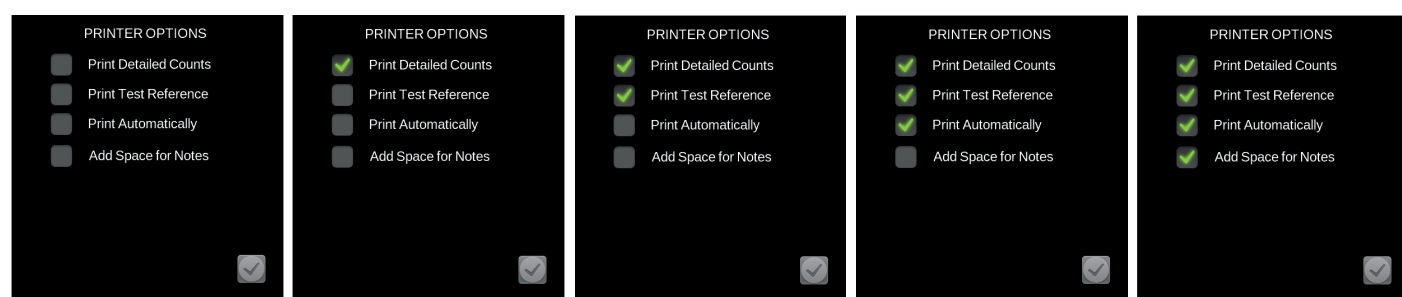 PRINTER OPTIONS
Print Detailed Counts
Print Test Reference
Print Automatically
Add Space for Notes
PRINTER OPTIONS
Print Detailed Counts
Print Test Reference
Print Automatically
Add Space for Notes
PRINTER OPTIONS
Print Detailed Counts
Print Test Reference
Print Automatically
Add Space for Notes
PRINTER OPTIONS
Print Detailed Counts
Print Test Reference
Print Automatically
Add Space for Notes
PRINTER OPTIONS
Print Detailed Counts
Print Test Reference
Print Automatically
Add Space for Notes